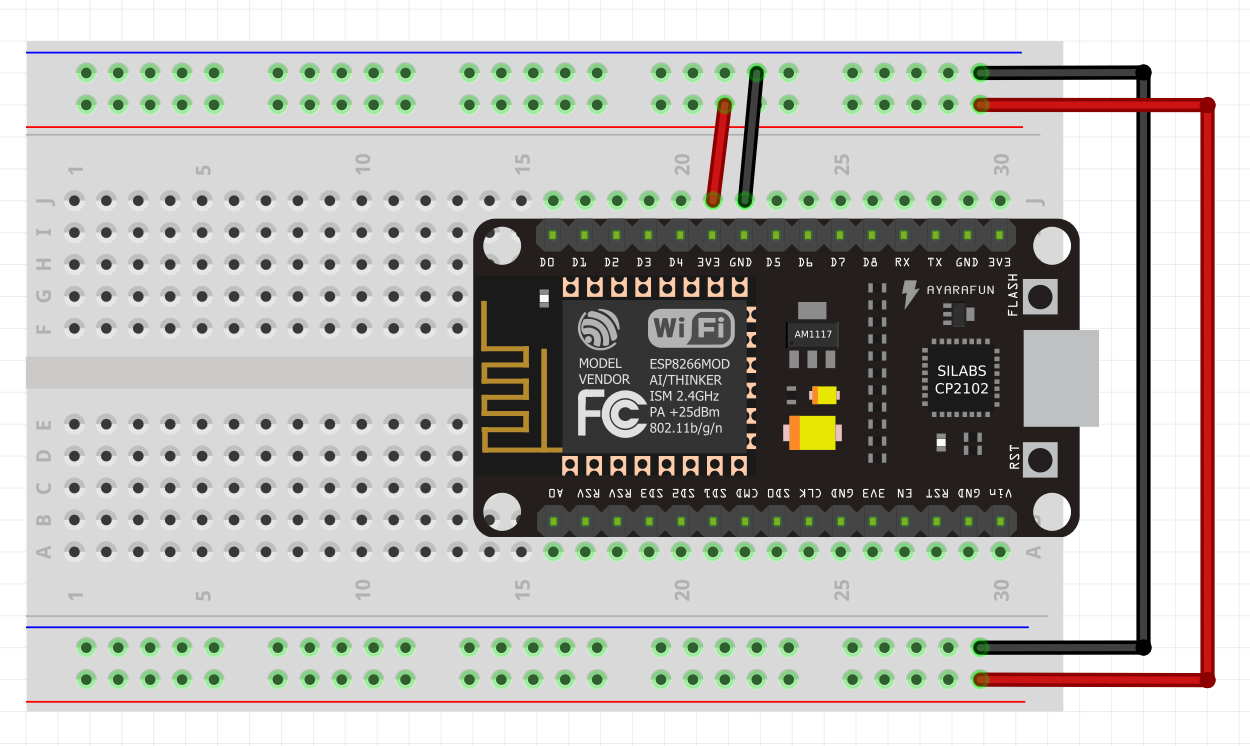 1 5 10 15 20 25 30
J J
I
H
G
F
D0 D1 D2 D3 D4 3V3 GND D5 D6 D7 D8 RX TX GND 3V3
FLASH
AYARAFUN
WiFi
AM1117
MODEL
VENDOR
FC
ESP8266MOD
AI/THINKER
ISM 2.4GHz
PA +25dBm
802.11b/g/n
SILABS
CP2102
RST
E
D
C
B
A A
A0 RSV RSV SD3 SD2 SD1 CMD SD0 CLK GND 3V3 EN RST GND Vin
1 5 10 15 20 25 30